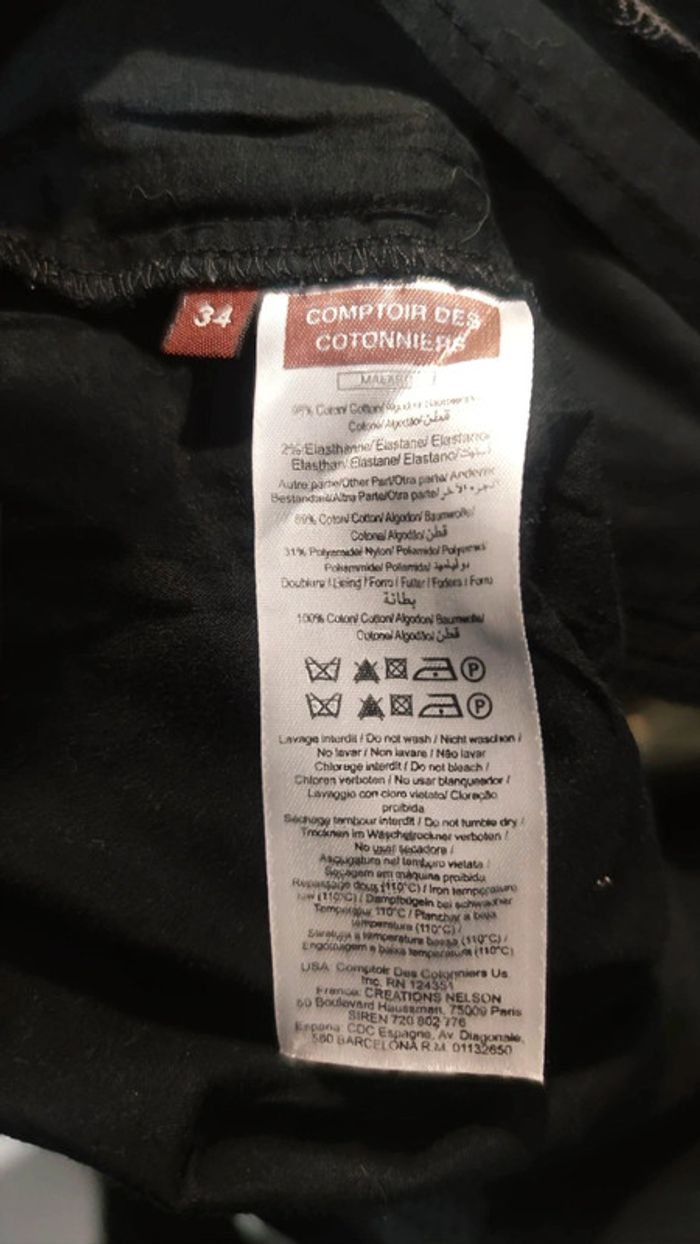 34
COMPTOIR DES
COTONNIERS
98% Coton/ Cotton/
Cotone/ Algodão/ قطن
2% Elasthanne/ Elastane/ Elastano
Elasthan/ Elastane/ Elastano/
Autre partie/Other Part/Otra parte/ Anderer
Bestandteil/Altra Parte/Otra parte/
69% Coton/ Cotton/ Algodon/ Baumwolle/
Cotone/ Algodão/ قطن
31% Polyamide/ Nylon/ Poliamida/
Poliammide/ Poliamida/
Doublure / Lining / Forro / Futter / Fodera / Forro
بطانة
100% Coton/ Cotton/ Algodon/ Baumwolle/
Cotone/ Algodão/ قطن
P
P
Lavage interdit / Do not wash / Nicht waschen /
No lavar / Non lavare / Não lavar
Chlorage interdit / Do not bleach /
Chloren verboten / No usar blanqueador /
Lavaggio con cloro vietato/ Cloração
proibida
Séchage tambour interdit / Do not tumble dry /
Trocknen im Wäschetrockner verboten /
No usar secadora /
Asciugatura nel tamburo vietata /
Secagem em máquina proibida
Repassage doux (110°C) / Iron temperature
low (110°C) / Dampfbügeln bei schwacher
Temperatur 110°C / Planchar a baja
temperatura (110°C) /
Stiratura a temperatura bassa (110°C) /
Engomagem a baixa temperatura (110°C)
USA: Comptoir Des Cotonniers Us
Inc. RN 124351
France: CREATIONS NELSON
50 Boulevard Haussman, 75009 Paris
SIREN 720 802 776
Espana: CDC Espagne, Av. Diagonale,
580 BARCELONA R.M. 01132650